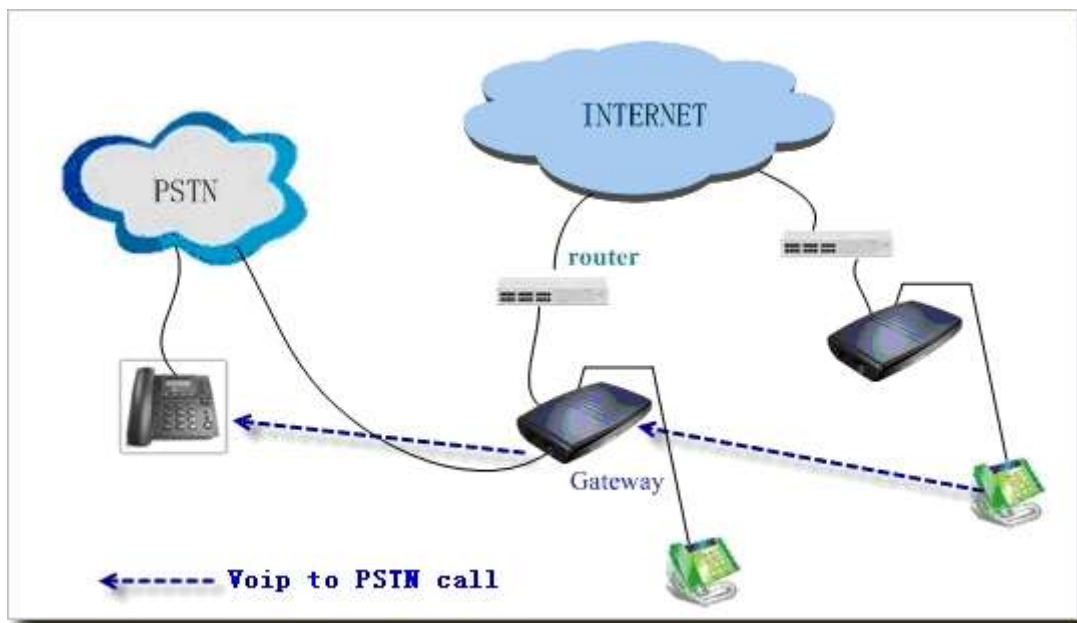 INTERNET
PSTN
router
Gateway
Voip to PSTN call